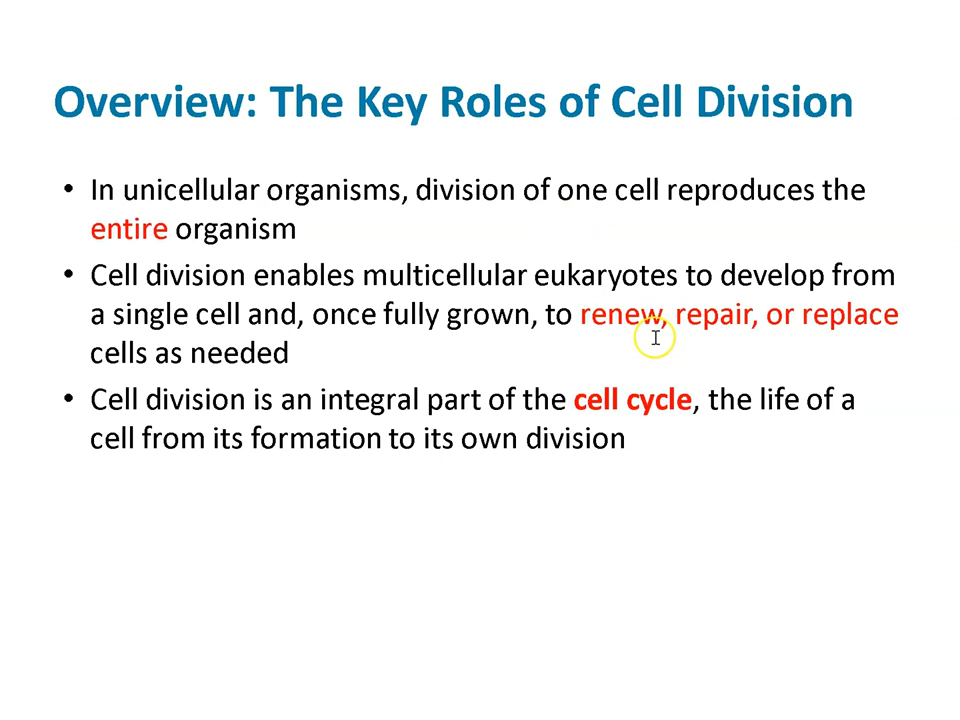 Overview: The Key Roles of Cell Division
• In unicellular organisms, division of one cell reproduces the
entire organism
• Cell division enables multicellular eukaryotes to develop from
a single cell and, once fully grown, to renew, repair, or replace
cells as needed
• Cell division is an integral part of the cell cycle, the life of a
cell from its formation to its own division